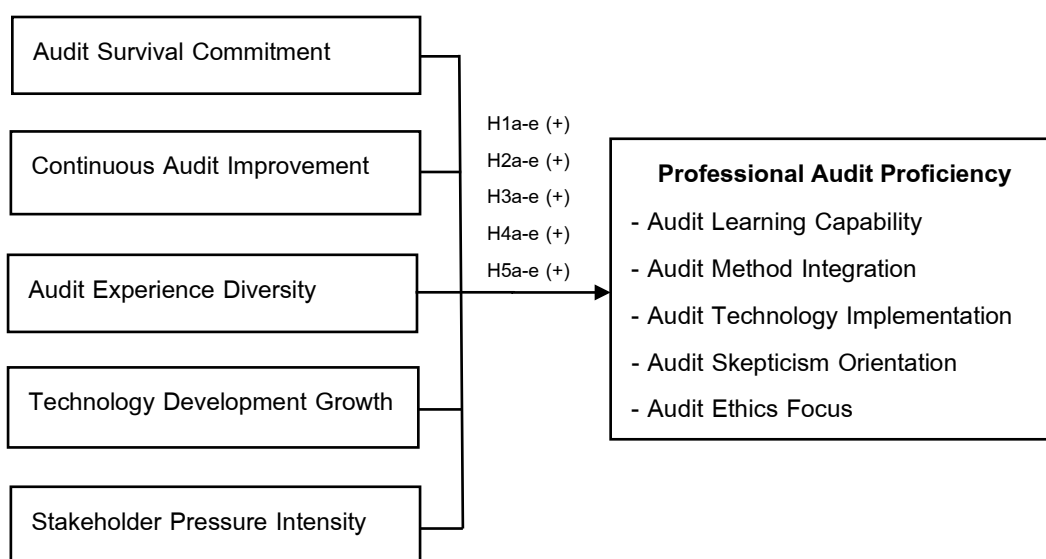 Audit Survival Commitment
Continuous Audit Improvement
Audit Experience Diversity
Technology Development Growth
Stakeholder Pressure Intensity
H1a-e (+)
H2a-e (+)
H3a-e (+)
H4a-e (+)
H5a-e (+)
Professional Audit Proficiency
- Audit Learning Capability
- Audit Method Integration
- Audit Technology Implementation
- Audit Skepticism Orientation
- Audit Ethics Focus